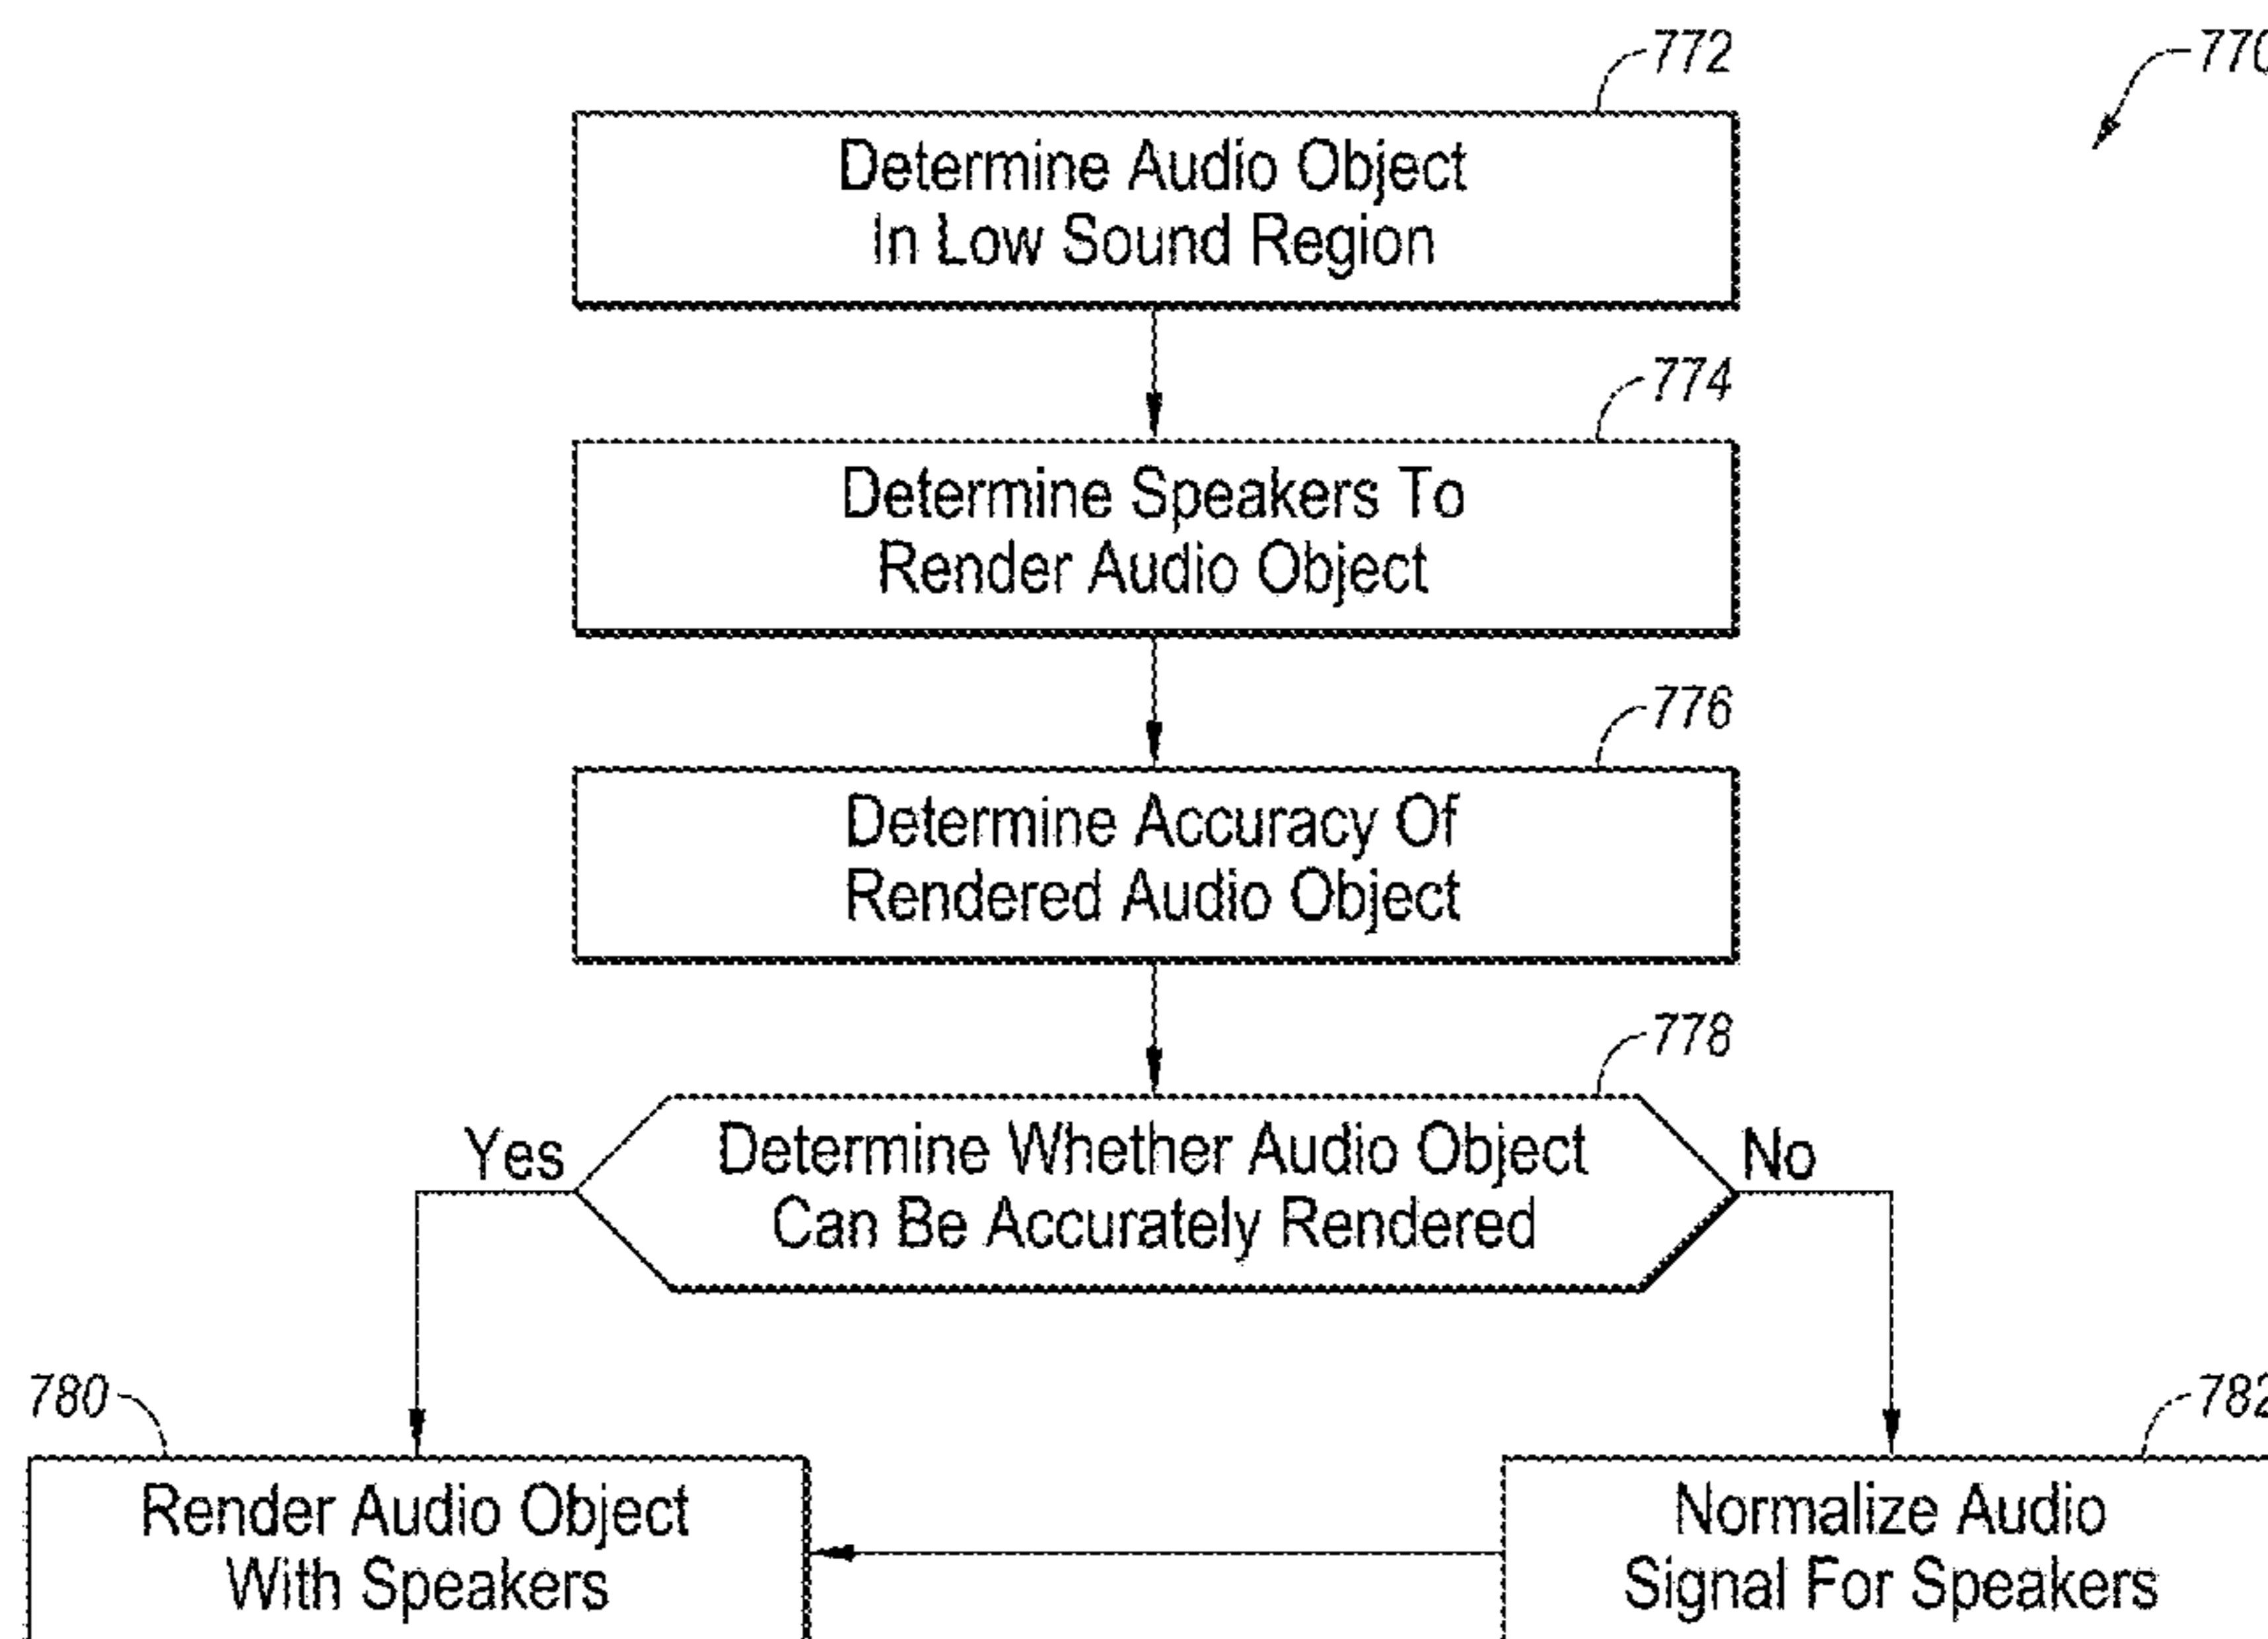 772
770
Determine Audio Object
In Low Sound Region
774
Determine Speakers To
Render Audio Object
776
Determine Accuracy Of
Rendered Audio Object
778
Yes
Determine Whether Audio Object
Can Be Accurately Rendered
No
780
782
Render Audio Object
With Speakers
Normalize Audio
Signal For Speakers